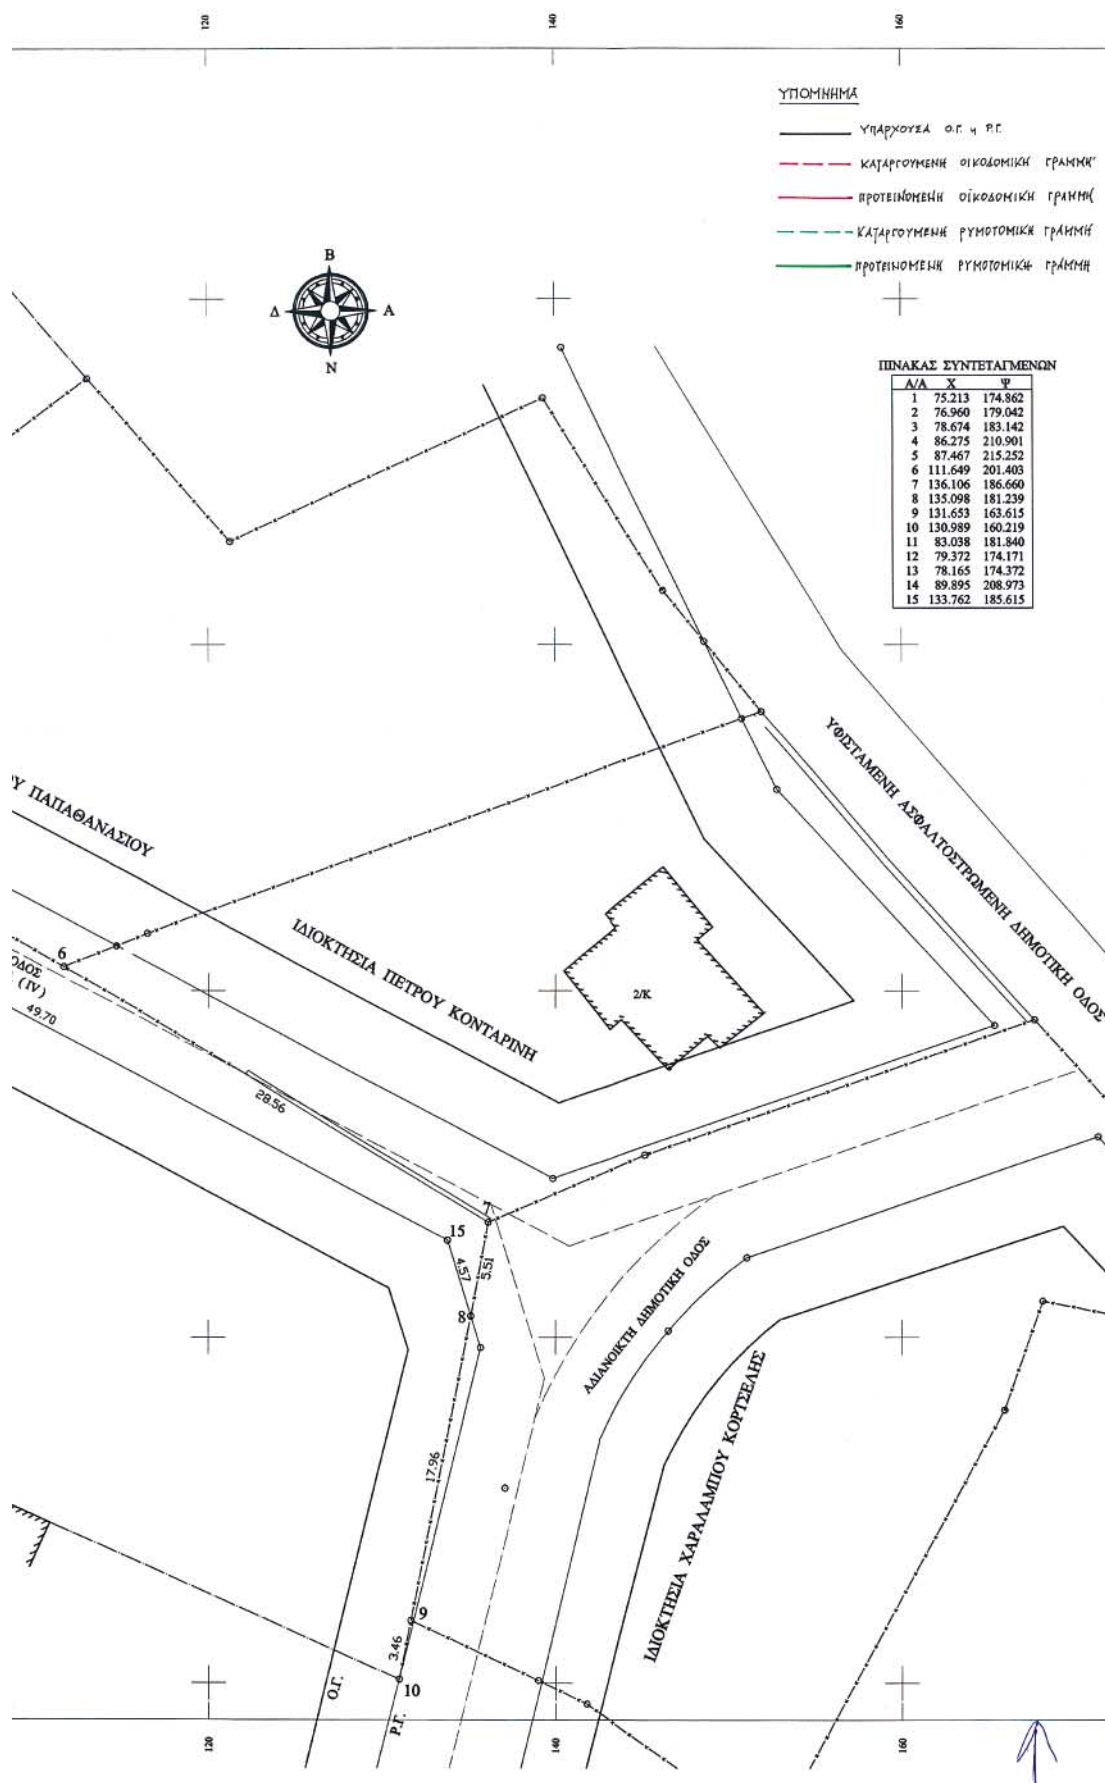 120
140
160
ΥΠΟΜΝΗΜΑ
ΥΠΑΡΧΟΥΣΑ Ο.Γ. ή Ρ.Γ.
ΚΑΤΑΡΓΟΥΜΕΝΗ ΟΙΚΟΔΟΜΙΚΗ ΓΡΑΜΜΗ
ΠΡΟΤΕΙΝΟΜΕΝΗ ΟΙΚΟΔΟΜΙΚΗ ΓΡΑΜΜΗ
ΚΑΤΑΡΓΟΥΜΕΝΗ ΡΥΜΟΤΟΜΙΚΗ ΓΡΑΜΜΗ
ΠΡΟΤΕΙΝΟΜΕΝΗ ΡΥΜΟΤΟΜΙΚΗ ΓΡΑΜΜΗ
Β
Δ
Α
Ν
ΠΙΝΑΚΑΣ ΣΥΝΤΕΤΑΓΜΕΝΩΝ
Α/Α Χ Ψ
1 75.213 174.862
2 76.960 179.042
3 78.674 183.142
4 86.275 210.901
5 87.467 215.252
6 111.649 201.403
7 136.106 186.660
8 135.098 181.239
9 131.653 163.615
10 130.989 160.219
11 83.038 181.840
12 79.372 174.171
13 78.165 174.372
14 89.895 208.973
15 133.762 185.615
ΥΦΙΣΤΑΜΕΝΗ ΑΣΦΑΛΤΟΣΤΡΩΜΕΝΗ ΔΗΜΟΤΙΚΗ ΟΔΟΣ
ΟΥ ΠΑΠΑΘΑΝΑΣΙΟΥ
ΙΔΙΟΚΤΗΣΙΑ ΠΕΤΡΟΥ ΚΟΝΤΑΡΙΝΗ
6
ΟΔΟΣ
(IV)
49.70
2/Κ
28.56
7
15
4.57
5.51
8
ΑΔΙΑΝΟΙΚΤΗ ΔΗΜΟΤΙΚΗ ΟΔΟΣ
ΙΔΙΟΚΤΗΣΙΑ ΧΑΡΑΛΑΜΠΟΥ ΚΟΡΤΣΕΛΗΣ
17.96
9
3.46
10
Ο.Γ.
Ρ.Γ.
120
140
160